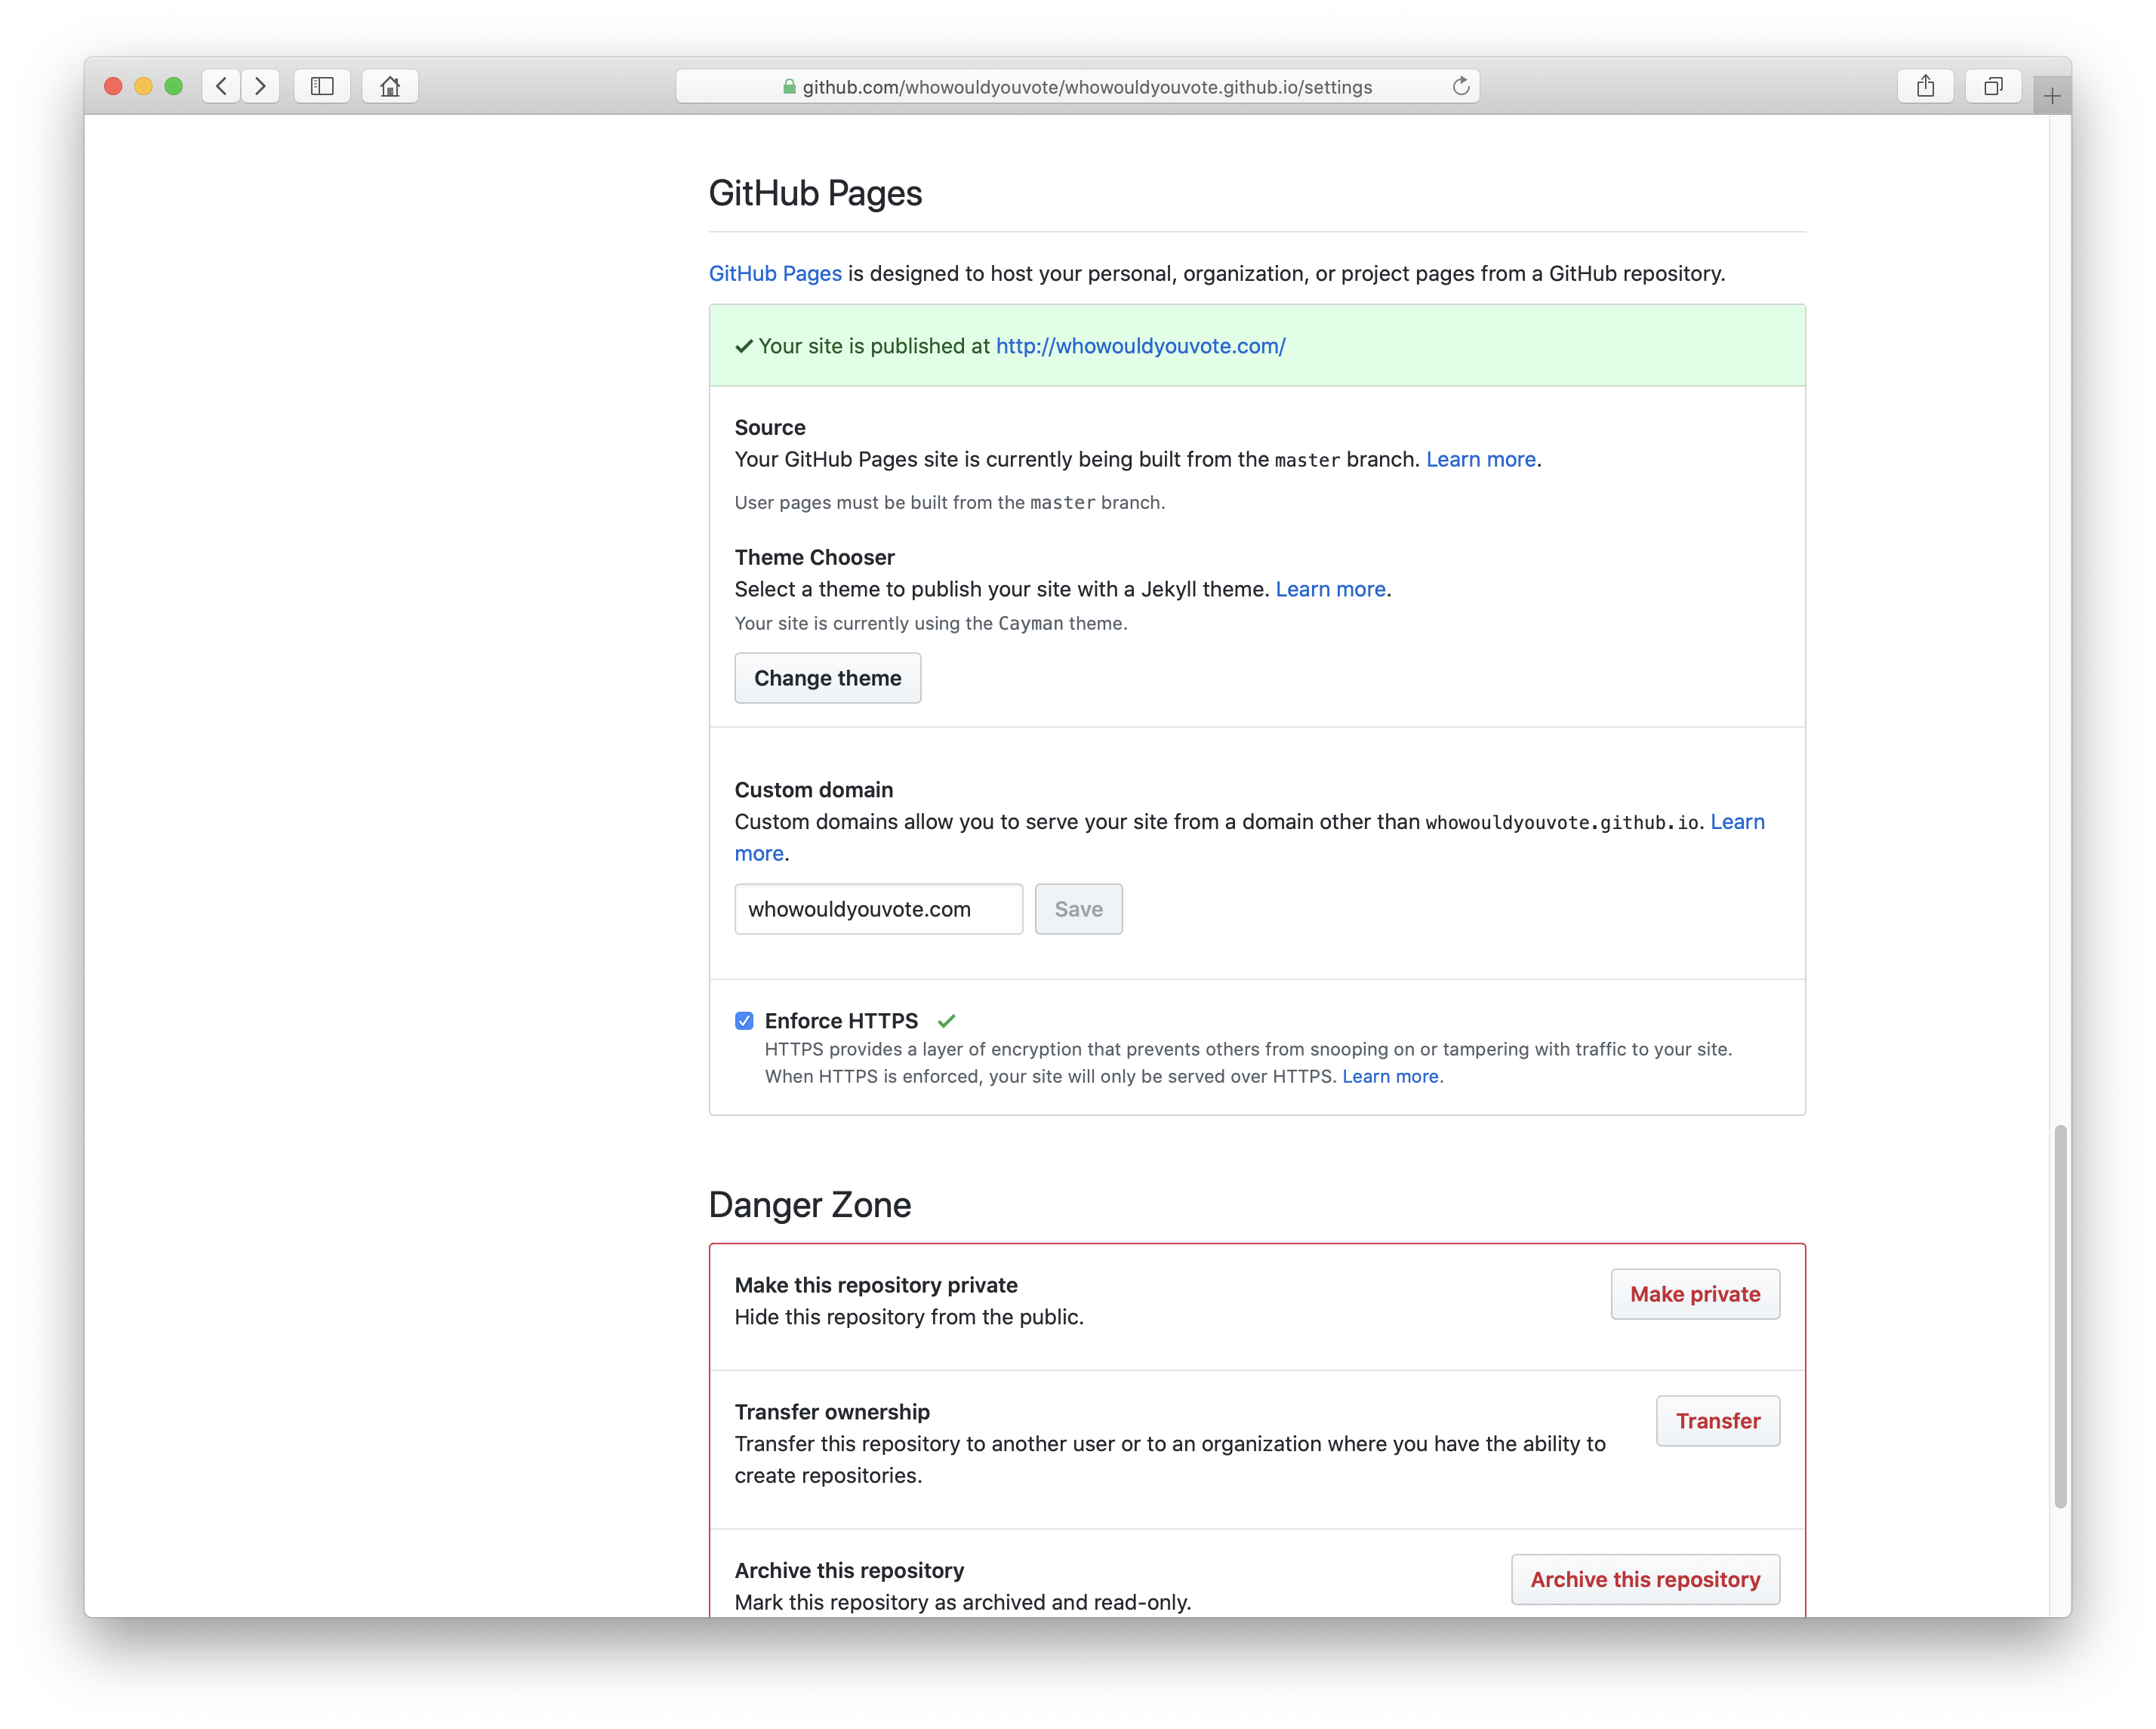 github.com/whowouldyouvote/whowouldyouvote.github.io/settings
GitHub Pages
GitHub Pages is designed to host your personal, organization, or project pages from a GitHub repository.
Your site is published at http://whowouldyouvote.com/
Source
Your GitHub Pages site is currently being built from the master branch. Learn more.
User pages must be built from the master branch.
Theme Chooser
Select a theme to publish your site with a Jekyll theme. Learn more.
Your site is currently using the Cayman theme.
Change theme
Custom domain
Custom domains allow you to serve your site from a domain other than whowouldyouvote.github.io. Learn
more.
whowouldyouvote.com Save
Enforce HTTPS
HTTPS provides a layer of encryption that prevents others from snooping on or tampering with traffic to your site.
When HTTPS is enforced, your site will only be served over HTTPS. Learn more.
Danger Zone
Make this repository private
Hide this repository from the public.
Make private
Transfer ownership
Transfer this repository to another user or to an organization where you have the ability to
create repositories.
Transfer
Archive this repository
Mark this repository as archived and read-only.
Archive this repository